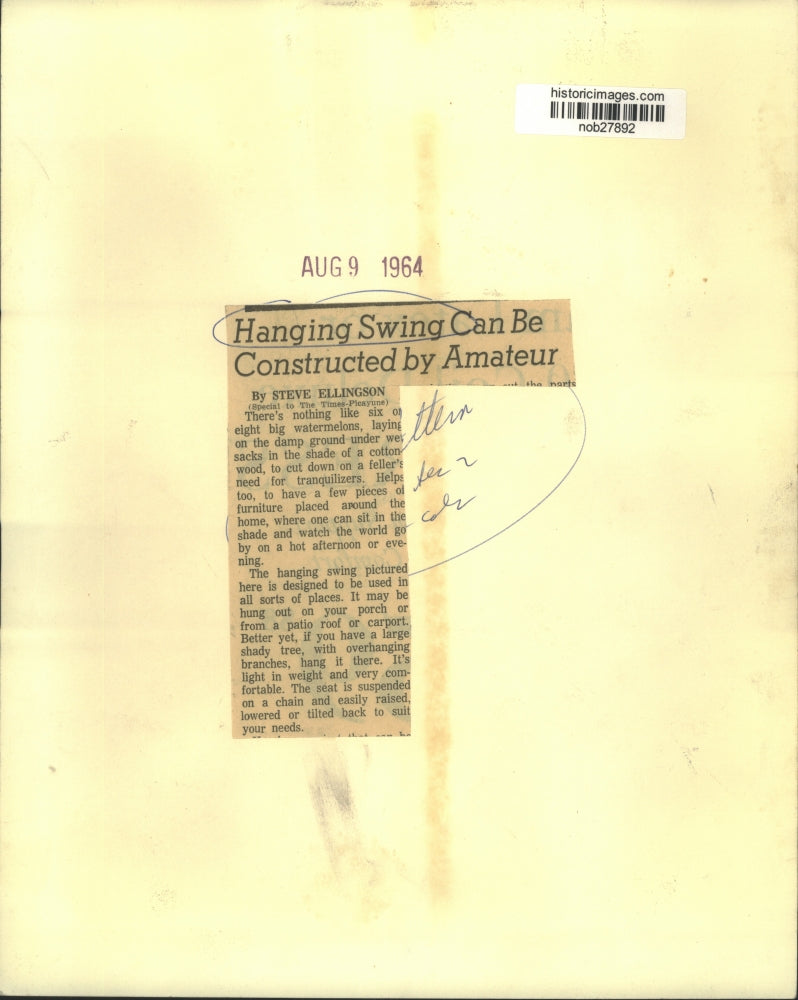 historicimages.com
nob27892
AUG 9 1964
Hanging Swing Can Be
Constructed by Amateur
By STEVE ELLINGSON
(Special to The Times-Picayune)
There's nothing like six or
eight big watermelons, laying
on the damp ground under wet
sacks in the shade of a cotton-
wood, to cut down on a feller's
need for tranquilizers. Helps
too, to have a few pieces of
furniture placed around the
home, where one can sit in the
shade and watch the world go
by on a hot afternoon or eve-
ning.
The hanging swing pictured
here is designed to be used in
all sorts of places. It may be
hung out on your porch or
from a patio roof or carport.
Better yet, if you have a large
shady tree, with overhanging
branches, hang it there. It's
light in weight and very com-
fortable. The seat is suspended
on a chain and easily raised,
lowered or tilted back to suit
your needs.
that can be
out the parts
ttern